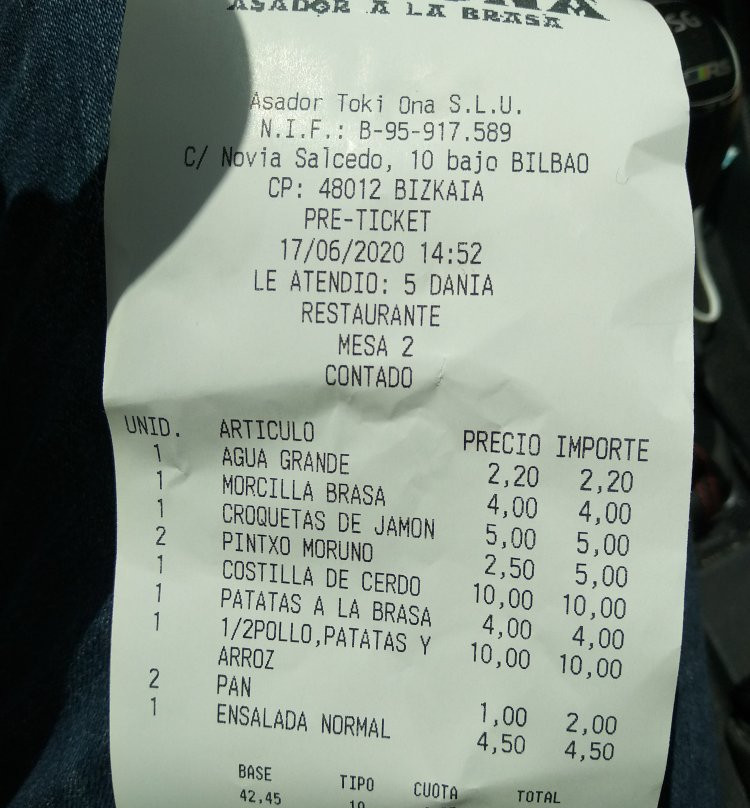 ASADOR A LA BRASA
Asador Toki Ona S.L.U.
N.I.F.: B-95-917.589
C/ Novia Salcedo, 10 bajo BILBAO
CP: 48012 BIZKAIA
PRE-TICKET
17/06/2020 14:52
LE ATENDIO: 5 DANIA
RESTAURANTE
MESA 2
CONTADO
UNID. ARTICULO PRECIO IMPORTE
1 AGUA GRANDE 2,20 2,20
1 MORCILLA BRASA 4,00 4,00
1 CROQUETAS DE JAMON 5,00 5,00
2 PINTXO MORUNO 2,50 5,00
1 COSTILLA DE CERDO 10,00 10,00
1 PATATAS A LA BRASA 4,00 4,00
1 1/2POLLO,PATATAS Y 10,00 10,00
ARROZ
2 PAN 1,00 2,00
1 ENSALADA NORMAL 4,50 4,50
BASE TIPO CUOTA TOTAL
42,45 10